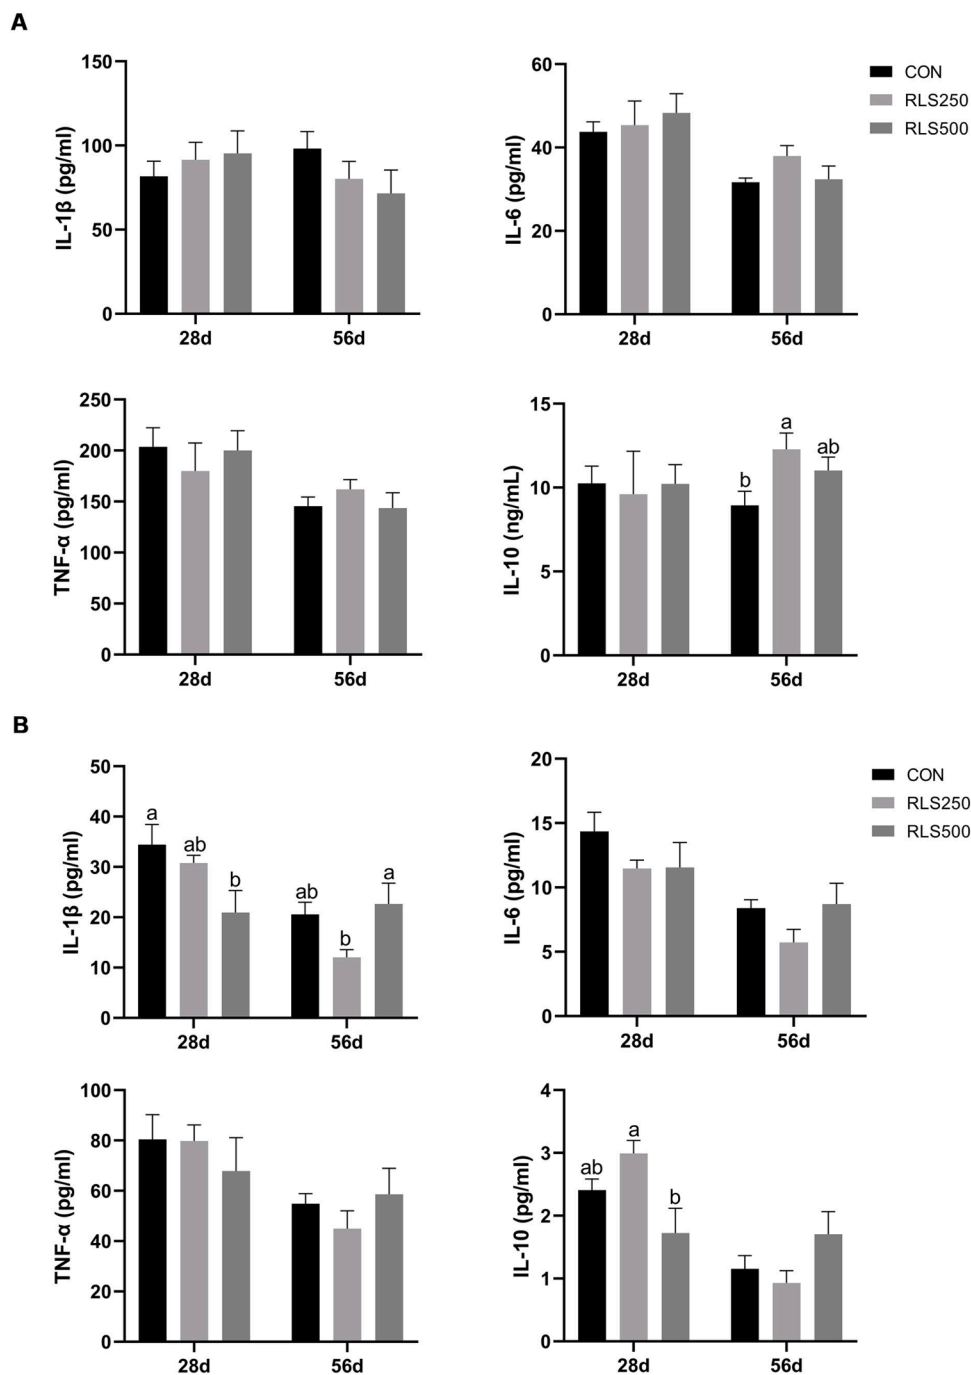 A
IL-1β (pg/ml)
150
100
50
0
28d
56d
IL-6 (pg/ml)
60
40
20
0
28d
56d
CON
RLS250
RLS500
TNF-α (pg/ml)
250
200
150
100
50
0
28d
56d
IL-10 (ng/mL)
15
10
5
0
b
a
ab
28d
56d
B
IL-1β (pg/ml)
50
40
30
20
10
0
a
ab
b
ab
b
a
28d
56d
IL-6 (pg/ml)
20
15
10
5
0
28d
56d
CON
RLS250
RLS500
TNF-α (pg/ml)
100
80
60
40
20
0
28d
56d
IL-10 (pg/ml)
4
3
2
1
0
ab
a
b
28d
56d